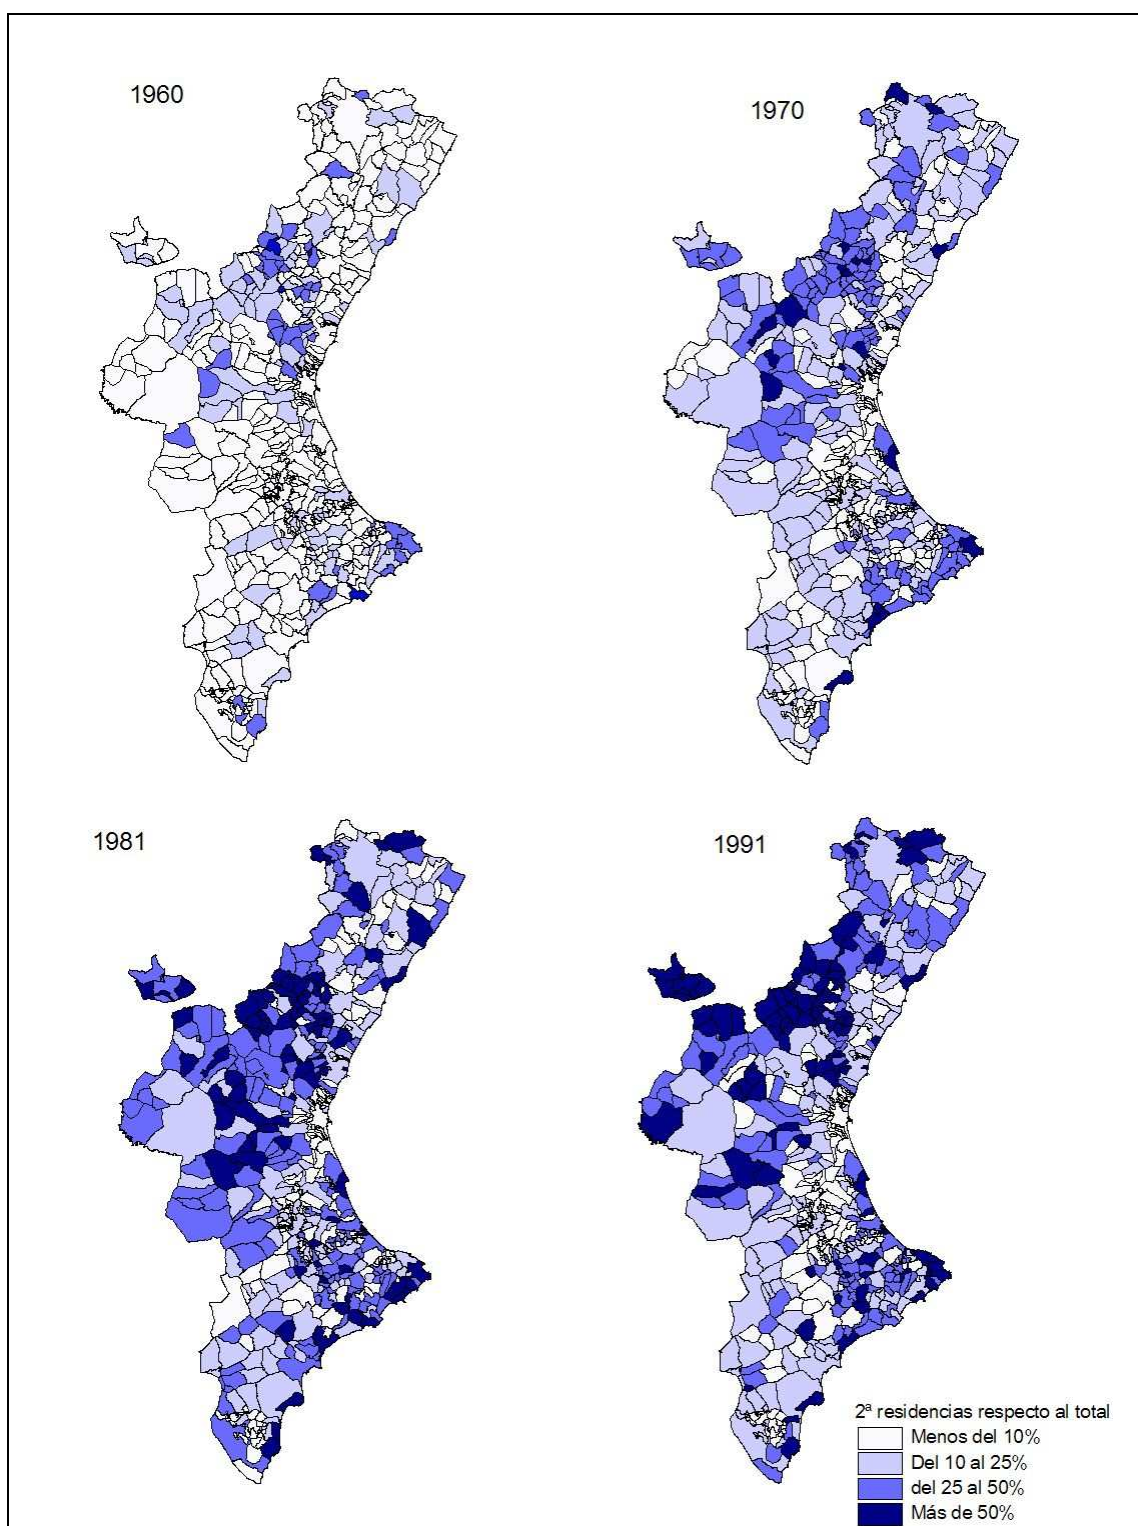 1960
1970
1981
1991
2ª residencias respecto al total
Menos del 10%
Del 10 al 25%
del 25 al 50%
Más de 50%